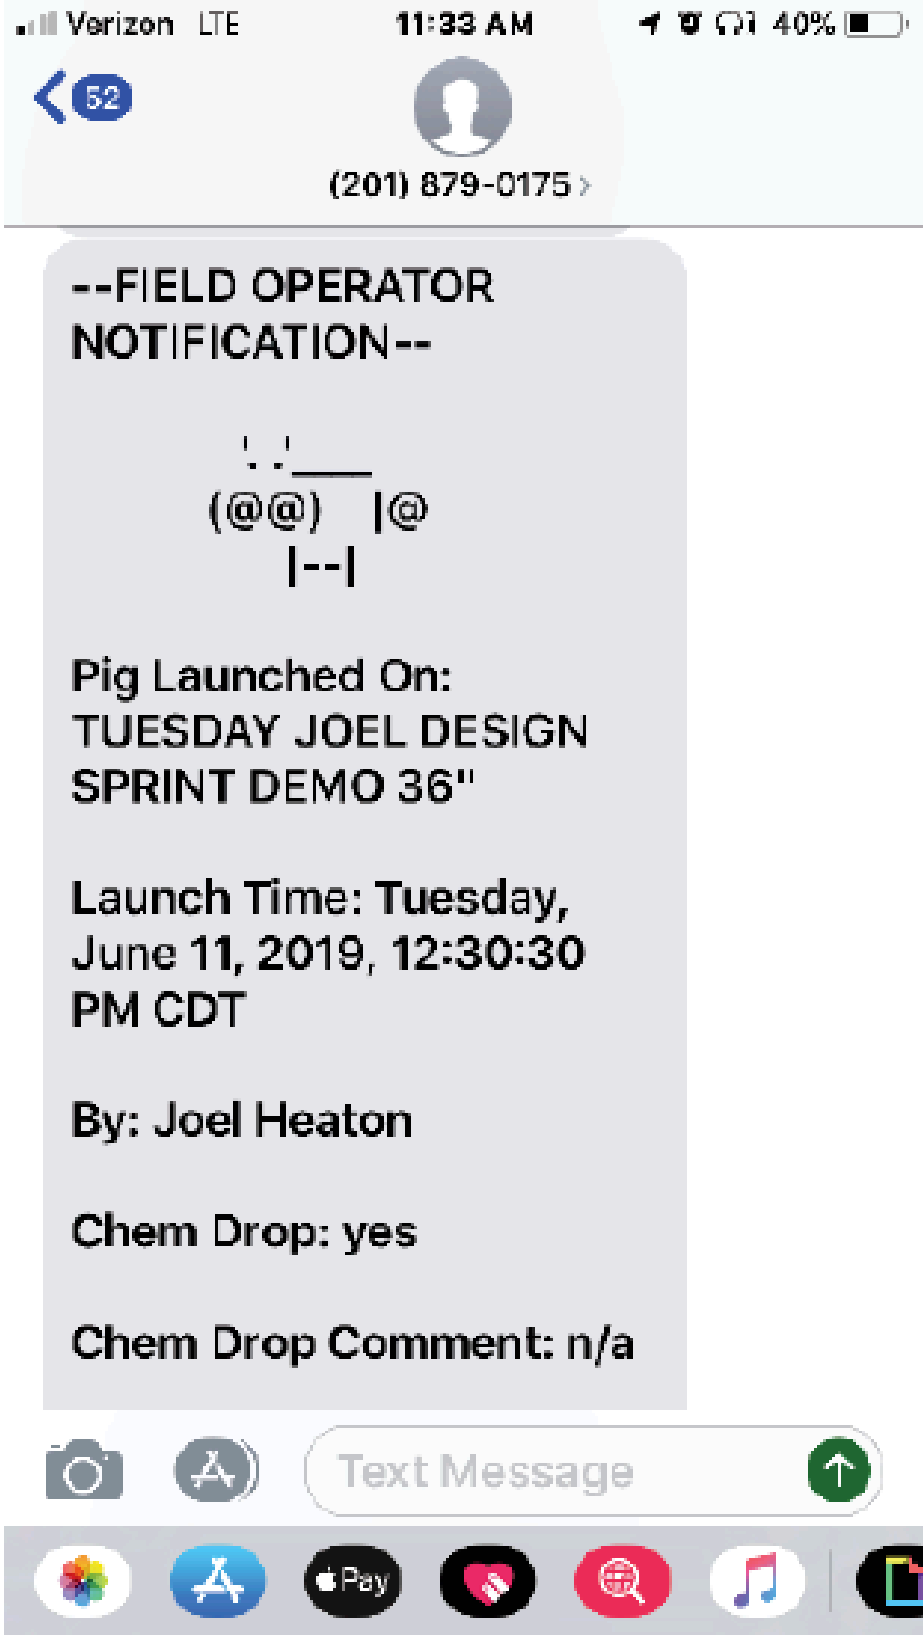 Verizon LTE 11:33 AM 40%
52
(201) 879-0175 >
--FIELD OPERATOR
NOTIFICATION--
'. .'____
(@@) |@
|--|
Pig Launched On:
TUESDAY JOEL DESIGN
SPRINT DEMO 36"
Launch Time: Tuesday,
June 11, 2019, 12:30:30
PM CDT
By: Joel Heaton
Chem Drop: yes
Chem Drop Comment: n/a
Text Message
Pay